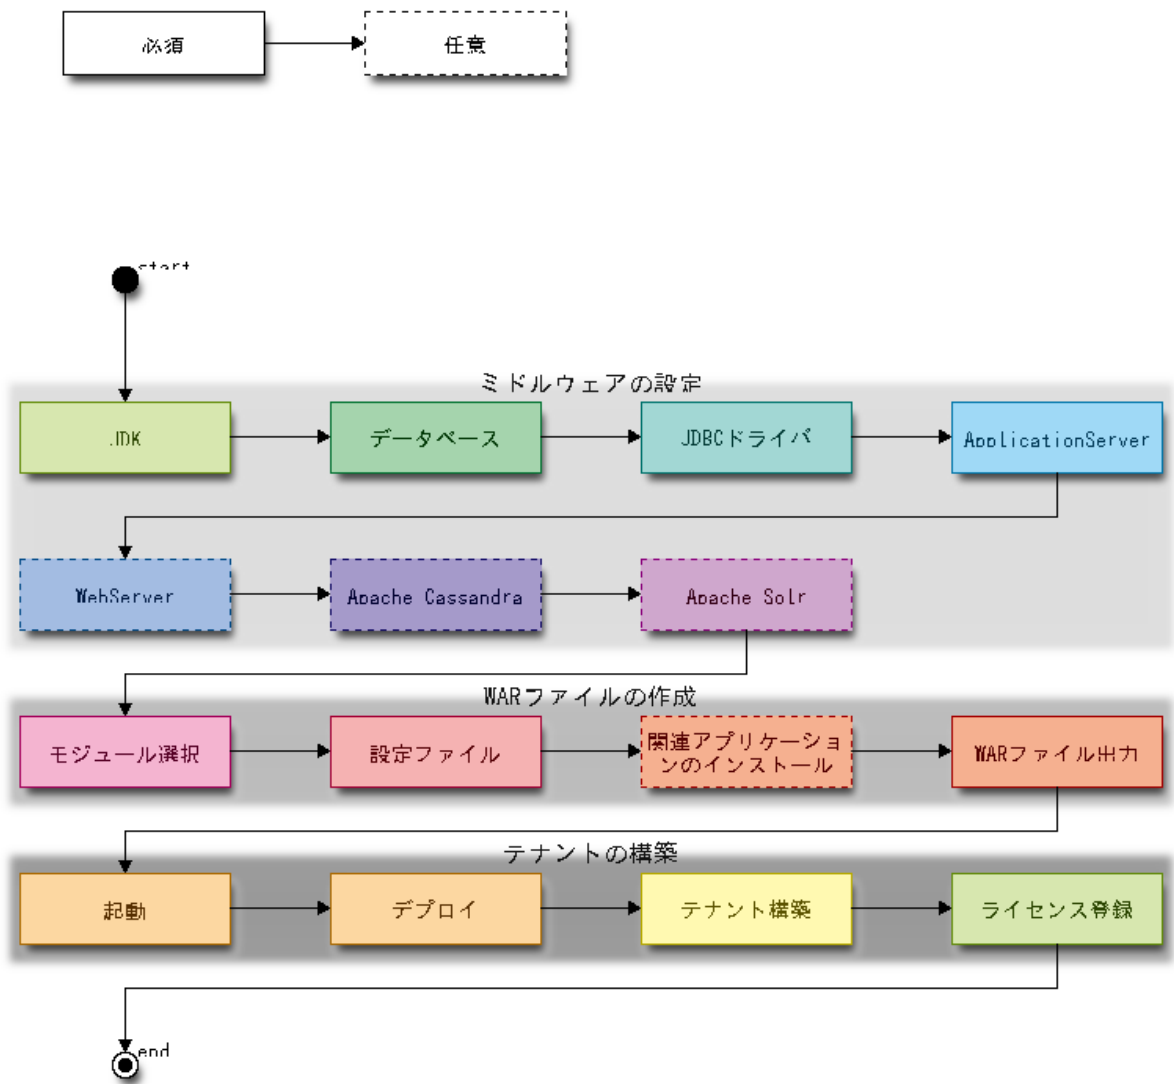 必須
任意
start
ミドルウェアの設定
JDK
データベース
JDBCドライバ
ApplicationServer
WebServer
Apache Cassandra
Apache Solr
WARファイルの作成
モジュール選択
設定ファイル
関連アプリケーショ
ンのインストール
WARファイル出力
テナントの構築
起動
デプロイ
テナント構築
ライセンス登録
end